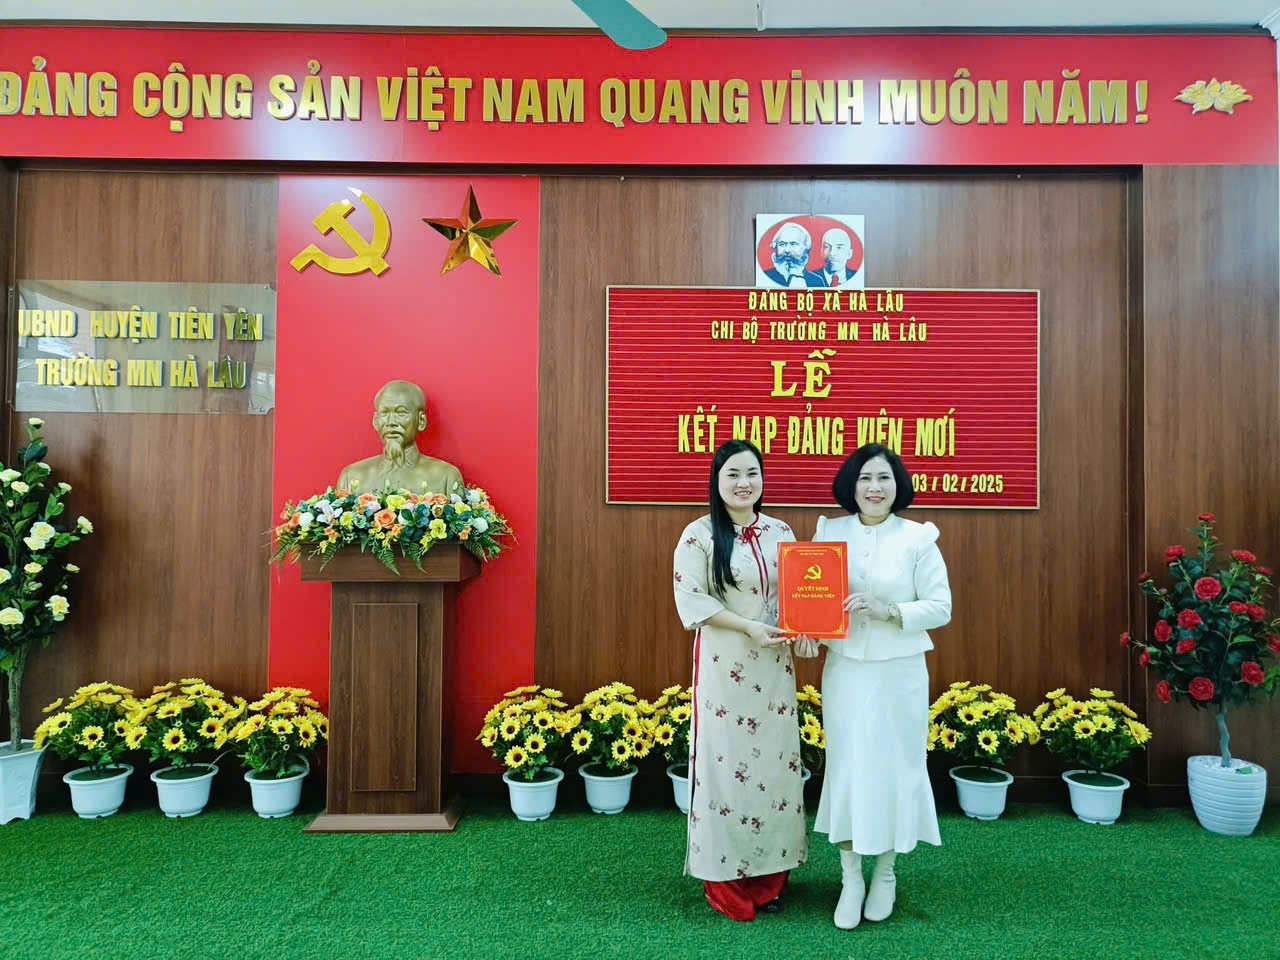 ĐẢNG CỘNG SẢN VIỆT NAM QUANG VINH MUÔN NĂM!
UBND HUYỆN TIÊN YÊN
TRƯỜNG MN HÀ LÂU
ĐẢNG BỘ XÃ HÀ LÂU
CHI BỘ TRƯỜNG MN HÀ LÂU
LỄ
KẾT NẠP ĐẢNG VIÊN MỚI
03 / 02 / 2025
QUYẾT ĐỊNH
KẾT NẠP ĐẢNG VIÊN